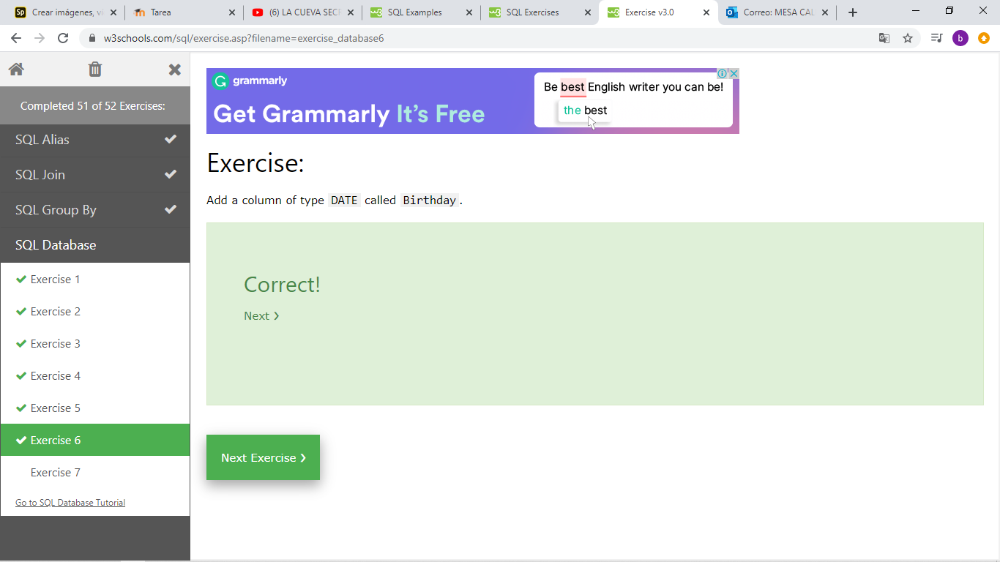 Crear imágenes, ví
Tarea
(6) LA CUEVA SECR
SQL Examples
SQL Exercises
Exercise v3.0
Correo: MESA CAL
w3schools.com/sql/exercise.asp?filename=exercise_database6
b
Completed 51 of 52 Exercises:
SQL Alias
SQL Join
SQL Group By
SQL Database
Exercise 1
Exercise 2
Exercise 3
Exercise 4
Exercise 5
Exercise 6
Exercise 7
Go to SQL Database Tutorial
grammarly
Get Grammarly It's Free
Be best English writer you can be!
the best
Exercise:
Add a column of type DATE called Birthday.
Correct!
Next ❯
Next Exercise ❯